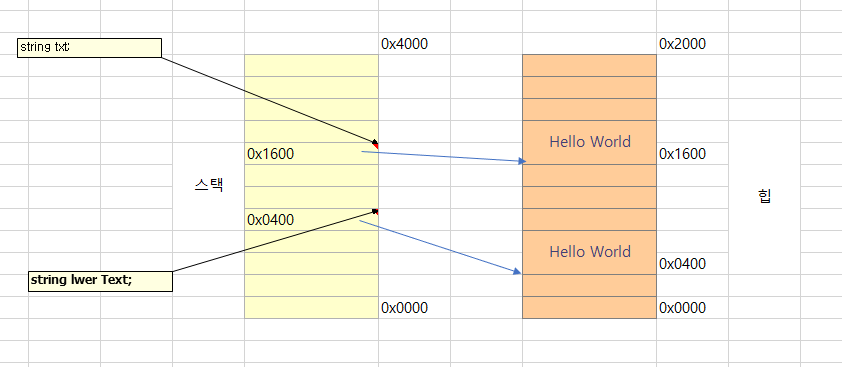 string txt;
0x4000
0x2000
Hello World
0x1600
0x1600
스택
힙
0x0400
Hello World
0x0400
string lwer Text;
0x0000
0x0000